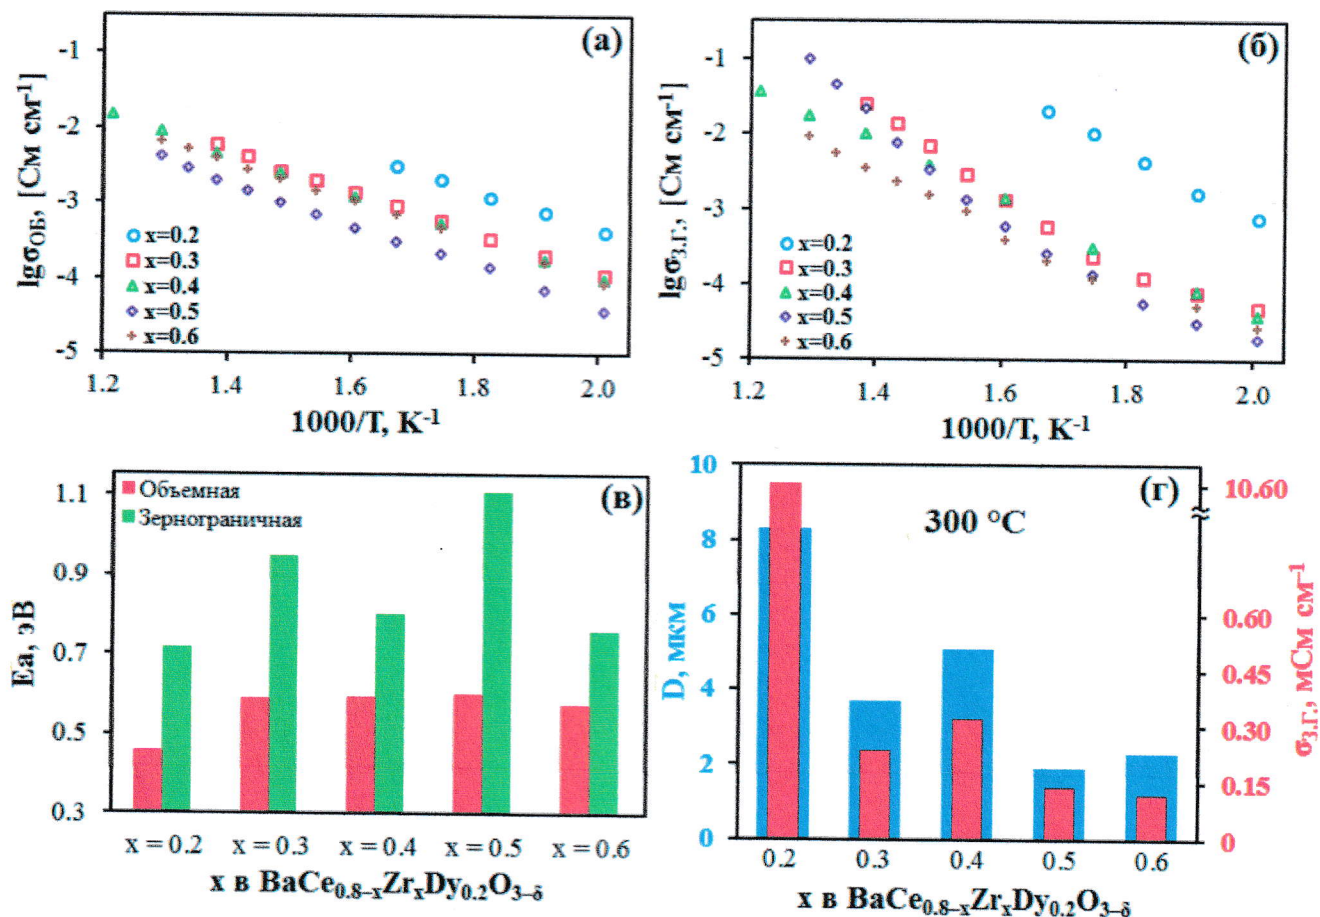 (а)
lgσОБ, [См см-1]
-1
-2
-3
-4
-5
x=0.2
x=0.3
x=0.4
x=0.5
x=0.6
1.2 1.4 1.6 1.8 2.0
1000/T, K-1
(б)
lgσЗ.Г., [См см-1]
-1
-2
-3
-4
-5
x=0.2
x=0.3
x=0.4
x=0.5
x=0.6
1.2 1.4 1.6 1.8 2.0
1000/T, K-1
(в)
Объемная
Зернограничная
Ea, эВ
1.1
0.9
0.7
0.5
0.3
x = 0.2 x = 0.3 x = 0.4 x = 0.5 x = 0.6
x в BaCe0.8–xZrxDy0.2O3–δ
(г)
300 °C
D, мкм
10
8
6
4
2
0
10.60
0.60
0.45
0.30
0.15
0
σЗ.Г., мСм см–1
0.2 0.3 0.4 0.5 0.6
x в BaCe0.8–xZrxDy0.2O3–δ